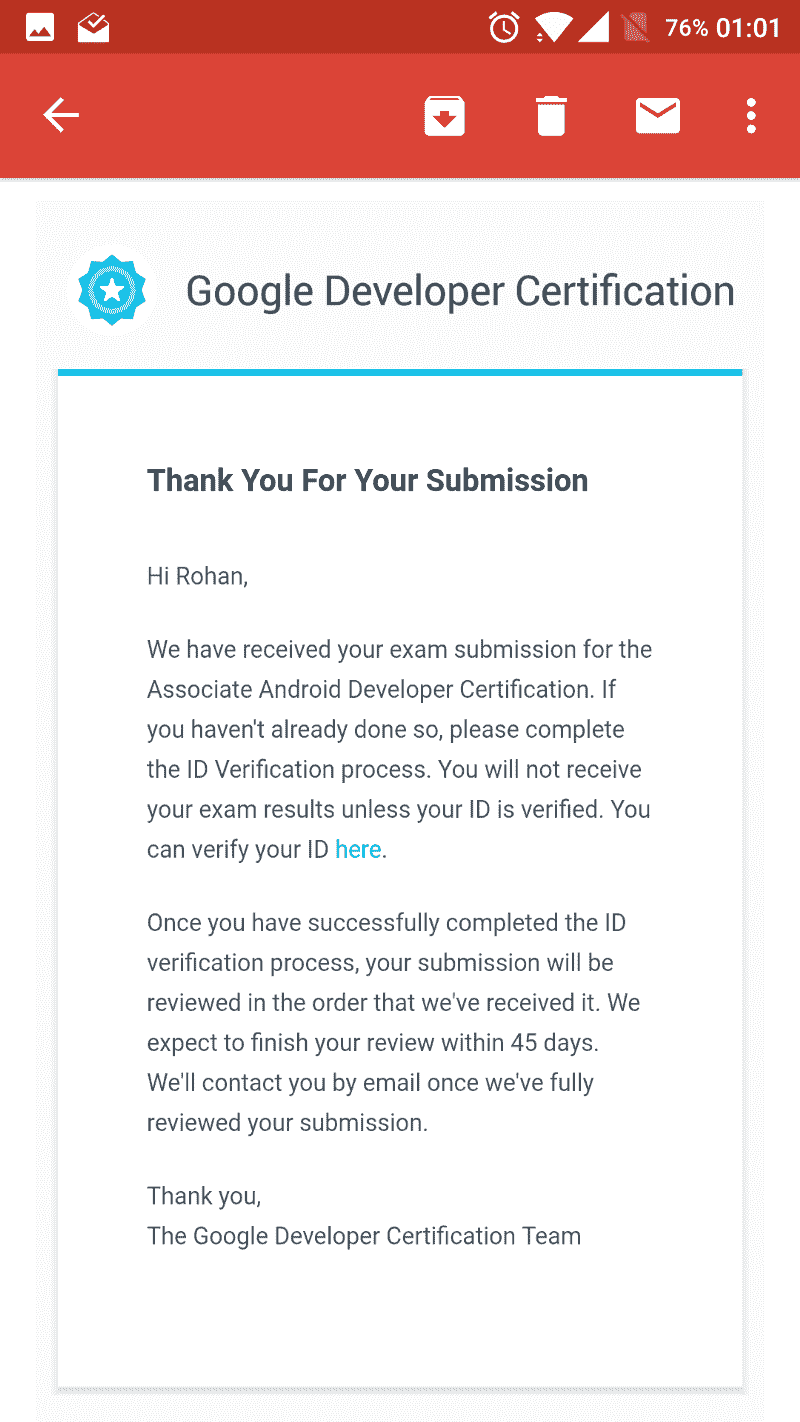 76% 01:01
Google Developer Certification
Thank You For Your Submission
Hi Rohan,
We have received your exam submission for the
Associate Android Developer Certification. If
you haven't already done so, please complete
the ID Verification process. You will not receive
your exam results unless your ID is verified. You
can verify your ID here.
Once you have successfully completed the ID
verification process, your submission will be
reviewed in the order that we've received it. We
expect to finish your review within 45 days.
We'll contact you by email once we've fully
reviewed your submission.
Thank you,
The Google Developer Certification Team